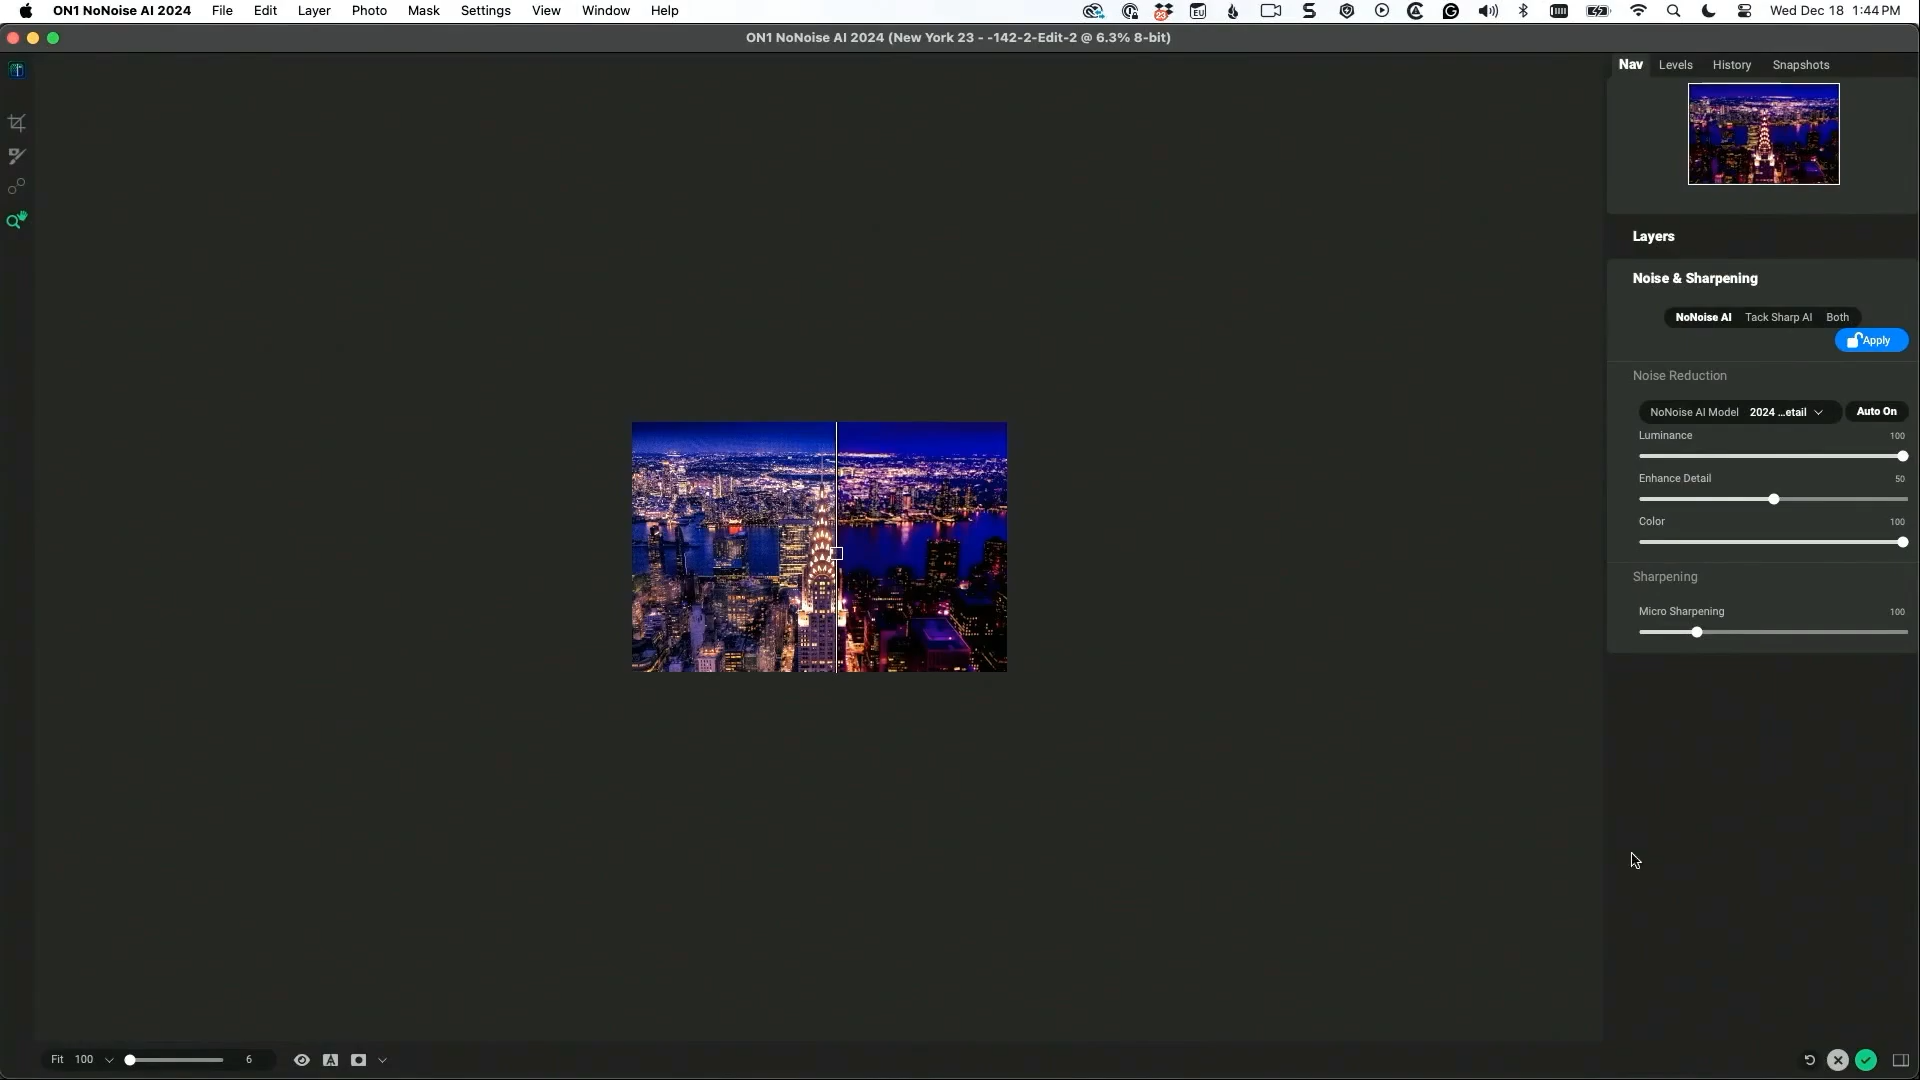 ON1 NoNoise AI 2024 File Edit Layer Photo Mask Settings View Window Help 23 EU Wed Dec 18 1:44 PM
ON1 NoNoise AI 2024 (New York 23 - -142-2-Edit-2 @ 6.3% 8-bit)
Nav Levels History Snapshots
Layers
Noise & Sharpening
NoNoise AI Tack Sharp AI Both
Apply
Noise Reduction
NoNoise AI Model 2024 ...etail Auto On
Luminance 100
Enhance Detail 50
Color 100
Sharpening
Micro Sharpening 100
Fit 100 6 A